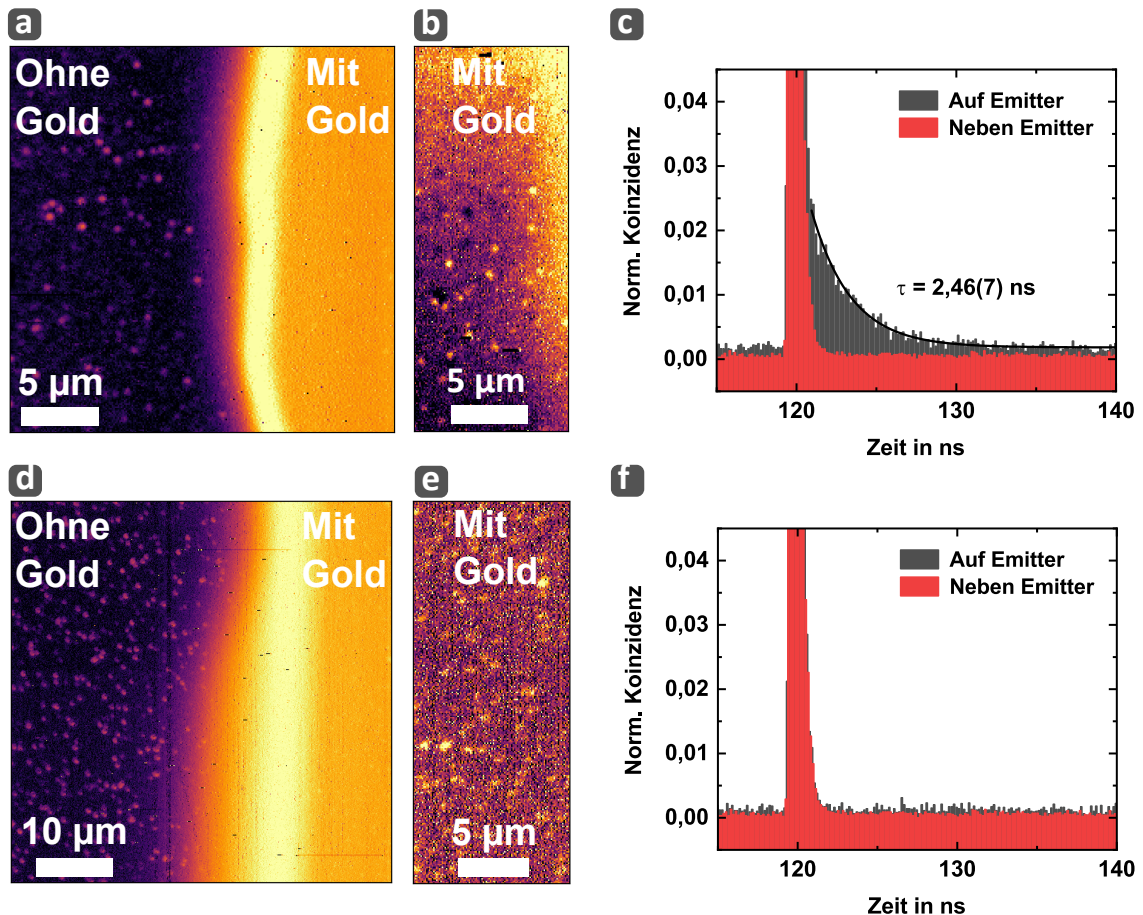 a
Ohne
Gold
Mit
Gold
5 µm
b
Mit
Gold
5 µm
c
Norm. Koinzidenz
0,04
0,03
0,02
0,01
0,00
Auf Emitter
Neben Emitter
τ = 2,46(7) ns
120
130
140
Zeit in ns
d
Ohne
Gold
Mit
Gold
10 µm
e
Mit
Gold
5 µm
f
Norm. Koinzidenz
0,04
0,03
0,02
0,01
0,00
Auf Emitter
Neben Emitter
120
130
140
Zeit in ns